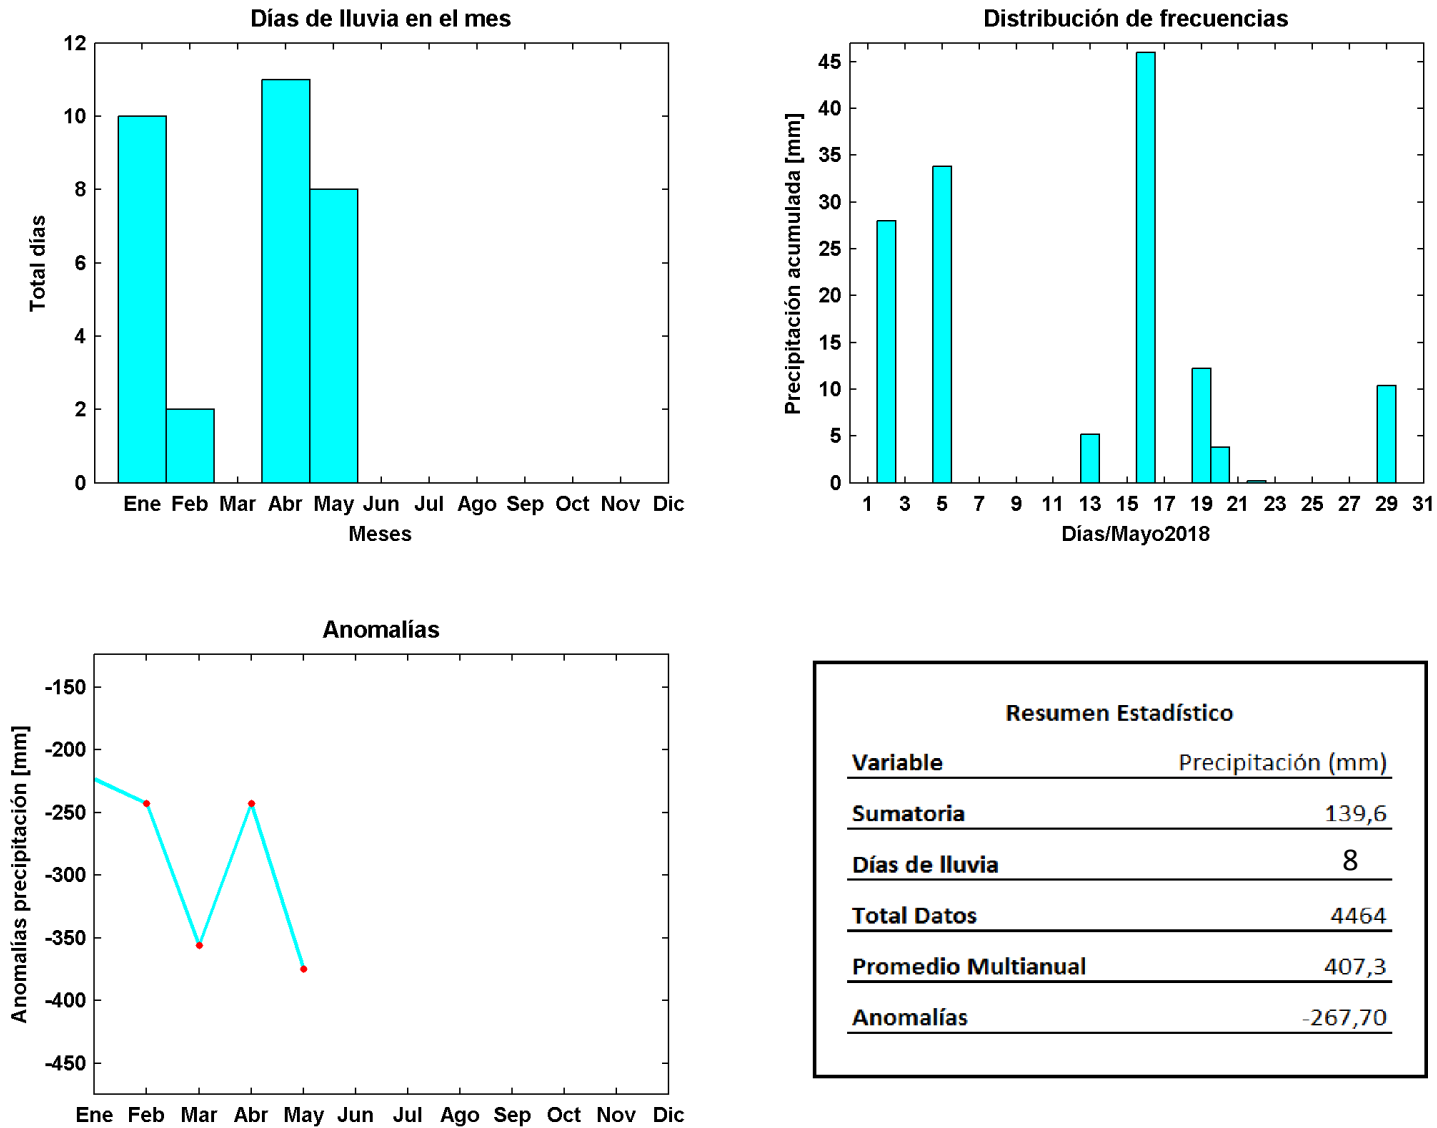 Días de lluvia en el mes
12
10
8
6
4
2
0
Total días
Ene Feb Mar Abr May Jun Jul Ago Sep Oct Nov Dic
Meses
Distribución de frecuencias
45
40
35
30
25
20
15
10
5
0
Precipitación acumulada [mm]
1 3 5 7 9 11 13 15 17 19 21 23 25 27 29 31
Días/Mayo2018
Anomalías
-150
-200
-250
-300
-350
-400
-450
Anomalías precipitación [mm]
Ene Feb Mar Abr May Jun Jul Ago Sep Oct Nov Dic
Resumen Estadístico
Variable Precipitación (mm)
Sumatoria 139,6
Días de lluvia 8
Total Datos 4464
Promedio Multianual 407,3
Anomalías -267,70